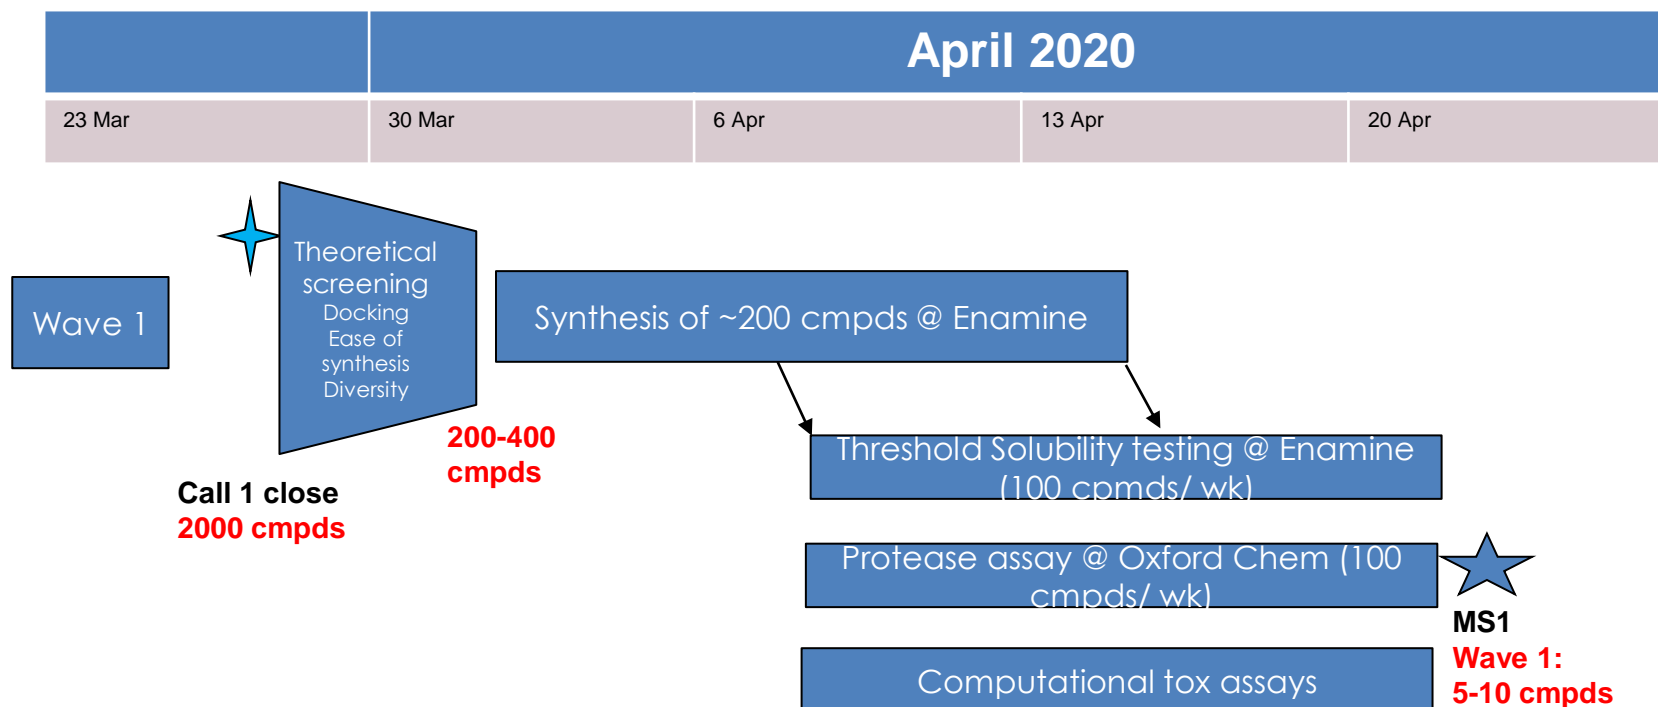 April 2020
23 Mar
30 Mar
6 Apr
13 Apr
20 Apr
Wave 1
Theoretical
screening
Docking
Ease of
synthesis
Diversity
Call 1 close
2000 cmpds
200-400
cmpds
Synthesis of ~200 cmpds @ Enamine
Threshold Solubility testing @ Enamine
(100 cpmds/ wk)
Protease assay @ Oxford Chem (100
cmpds/ wk)
Computational tox assays
MS1
Wave 1:
5-10 cmpds